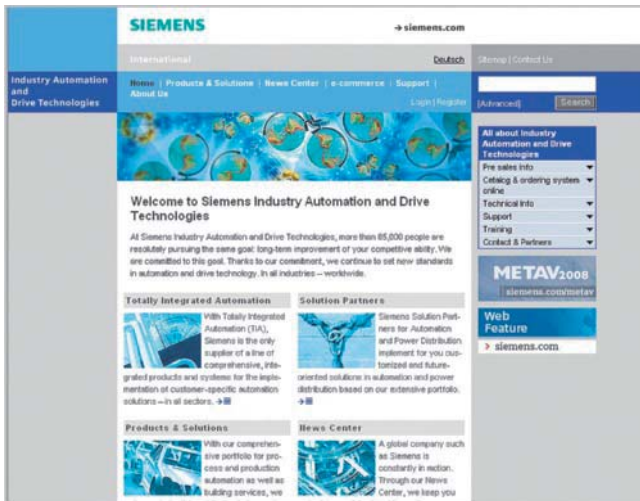 SIEMENS
→ siemens.com
International
Deutsch
Sitemap | Contact Us
Industry Automation
and
Drive Technologies
Home | Products & Solutions | News Center | e-commerce | Support |
About Us
Login | Register
[Advanced]
Search
All about Industry
Automation and Drive
Technologies
Pre sales info
Catalog & ordering system
online
Technical Info
Support
Training
Contact & Partners
METAV2008
siemens.com/metav
Web
Feature
> siemens.com
Welcome to Siemens Industry Automation and Drive
Technologies
At Siemens Industry Automation and Drive Technologies, more than 85,000 people are
resolutely pursuing the same goal: long-term improvement of your competitive ability. We
are committed to this goal. Thanks to our commitment, we continue to set new standards
in automation and drive technology. In all industries – worldwide.
Totally Integrated Automation
With Totally Integrated
Automation (TIA),
Siemens is the only
supplier of a line of
comprehensive, inte-
grated products and systems for the imple-
mentation of customer-specific automation
solutions – in all sectors. →
Solution Partners
Siemens Solution Part-
ners for Automation
and Power Distribution
implement for you cus-
tomized and future-
oriented solutions in automation and power
distribution based on our extensive portfolio.
→
Products & Solutions
With our comprehen-
sive portfolio for pro-
cess and production
automation as well as
building services, we
News Center
A global company such
as Siemens is
constantly in motion.
Through our News
Center, we keep you